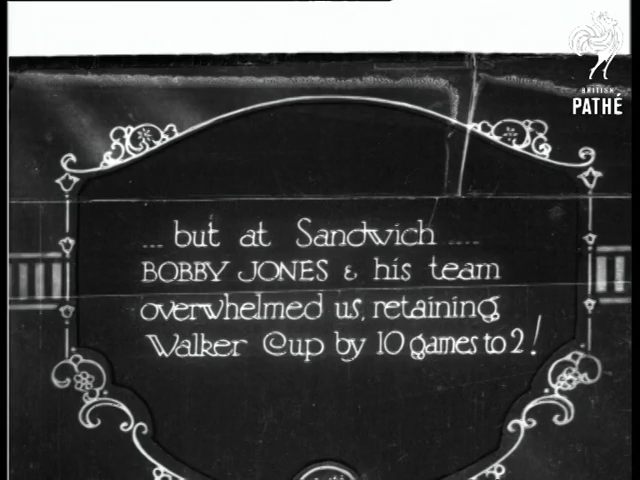 BRITISH
PATHÉ
... but at Sandwich .....
BOBBY JONES & his team
overwhelmed us, retaining
Walker Cup by 10 games to 2!